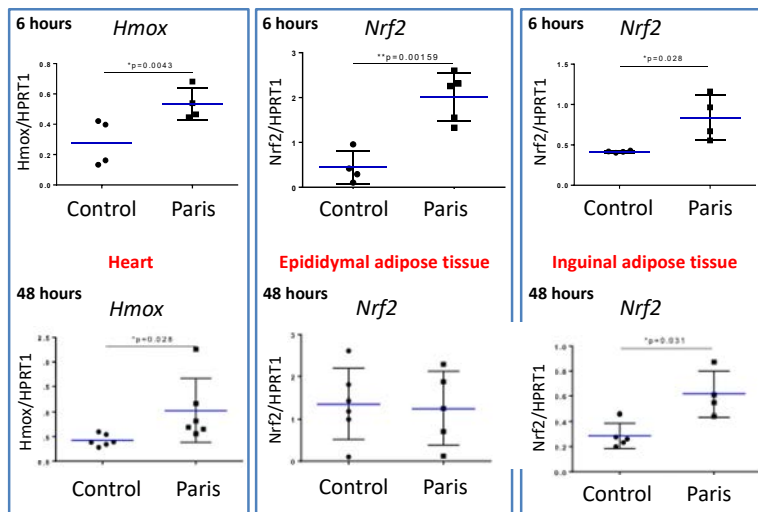 6 hours
Hmox
*p=0.0043
Hmox/HPRT1
0.8
0.6
0.4
0.2
0.0
Control Paris
6 hours
Nrf2
**p=0.00159
Nrf2/HPRT1
3
2
1
0
Control Paris
6 hours
Nrf2
*p=0.028
Nrf2/HPRT1
1.5
1.0
0.5
0.0
Control Paris
Heart
Epididymal adipose tissue
Inguinal adipose tissue
48 hours
Hmox
*p=0.028
Hmox/HPRT1
Control Paris
48 hours
Nrf2
Nrf2/HPRT1
3
2
1
0
Control Paris
48 hours
Nrf2
*p=0.031
Nrf2/HPRT1
1.0
0.8
0.6
0.4
0.2
0.0
Control Paris